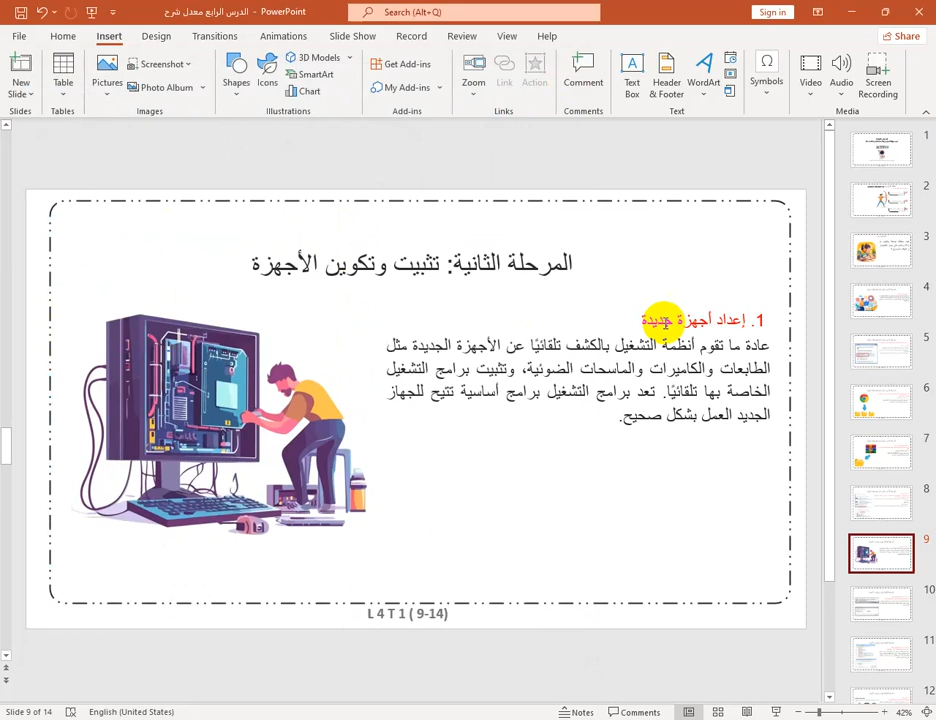 الدرس الرابع معدل شرح - PowerPoint
Search (Alt+Q)
Sign in
File Home Insert Design Transitions Animations Slide Show Record Review View Help
Share
New Slide
Table
Pictures
Screenshot
Photo Album
Shapes
Icons
3D Models
SmartArt
Chart
Get Add-ins
My Add-ins
Zoom
Link
Action
Comment
Text Box
Header & Footer
WordArt
Symbols
Video
Audio
Screen Recording
Slides Tables Images Illustrations Add-ins Links Comments Text Media
المرحلة الثانية: تثبيت وتكوين الأجهزة
1. إعداد أجهزة جديدة
عادة ما تقوم أنظمة التشغيل بالكشف تلقائيًا عن الأجهزة الجديدة مثل
الطابعات والكاميرات والماسحات الضوئية، وتثبيت برامج التشغيل
الخاصة بها تلقائيًا. تعد برامج التشغيل برامج أساسية تتيح للجهاز
الجديد العمل بشكل صحيح.
L 4 T 1 ( 9-14)
1
2
3
4
5
6
7
8
9
10
11
12
Slide 9 of 14
English (United States)
Notes
Comments
42%